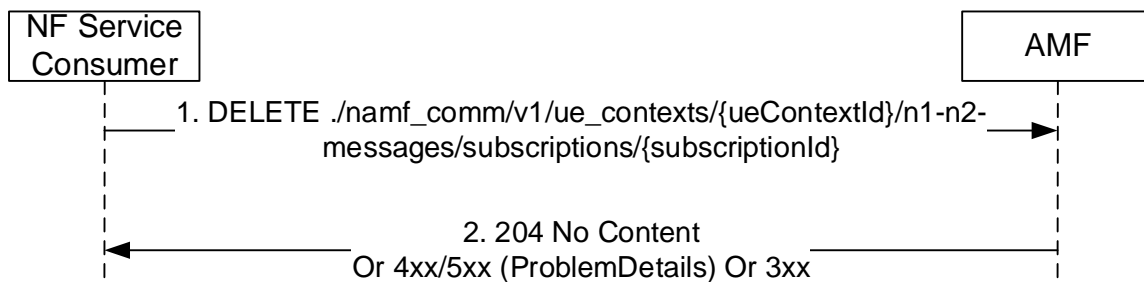 NF Service
Consumer
AMF
1. DELETE ./namf_comm/v1/ue_contexts/{ueContextId}/n1-n2-
messages/subscriptions/{subscriptionId}
2. 204 No Content
Or 4xx/5xx (ProblemDetails) Or 3xx